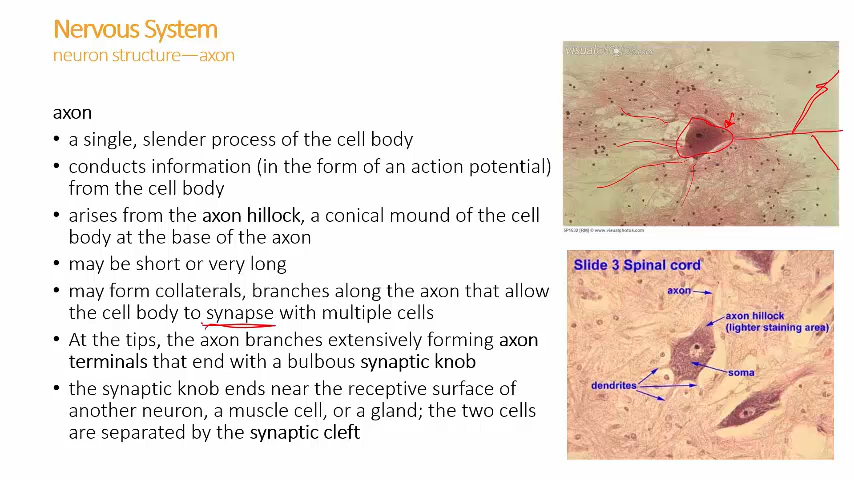 Nervous System
neuron structure—axon
axon
• a single, slender process of the cell body
• conducts information (in the form of an action potential)
from the cell body
• arises from the axon hillock, a conical mound of the cell
body at the base of the axon
• may be short or very long
• may form collaterals, branches along the axon that allow
the cell body to synapse with multiple cells
• At the tips, the axon branches extensively forming axon
terminals that end with a bulbous synaptic knob
• the synaptic knob ends near the receptive surface of
another neuron, a muscle cell, or a gland; the two cells
are separated by the synaptic cleft
visualphotos
© www.visualphotos.com
Slide 3 Spinal cord
axon
axon hillock
(lighter staining area)
soma
dendrites